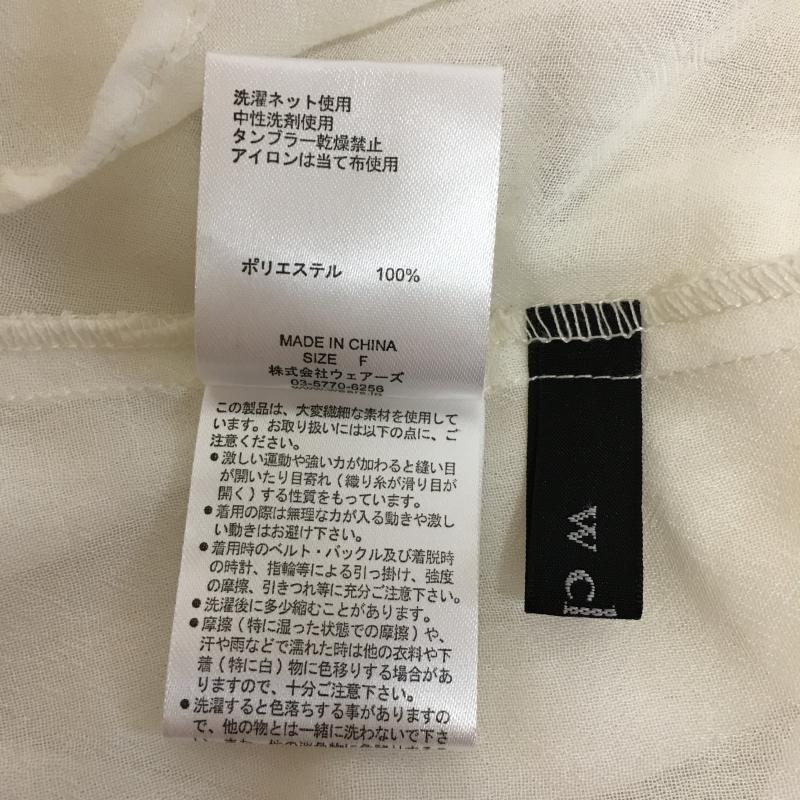 洗濯ネット使用
中性洗剤使用
タンブラー乾燥禁止
アイロンは当て布使用
ポリエステル 100%
MADE IN CHINA
SIZE F
株式会社ウェアーズ
03-5770-6256
この製品は、大変繊細な素材を使用して
います。お取り扱いには以下の点に、ご
注意ください。
●激しい運動や強い力が加わると縫い目
が開いたり目寄れ（織り糸が滑り目が
開く）する性質をもっています。
●着用の際は無理な力が入る動きや激し
い動きはお避け下さい。
●着用時のベルト・バックル及び着脱時
の時計、指輪等による引っ掛け、強度
の摩擦、引きつれ等に充分ご注意下さい。
●洗濯後に多少縮むことがあります。
●摩擦（特に湿った状態での摩擦）や、
汗や雨などで濡れた時は他の衣料や下
着（特に白）物に色移りする場合があ
りますので、十分ご注意下さい。
●洗濯すると色落ちする事がありますの
で、他の物とは一緒に洗わないで下さ
W C